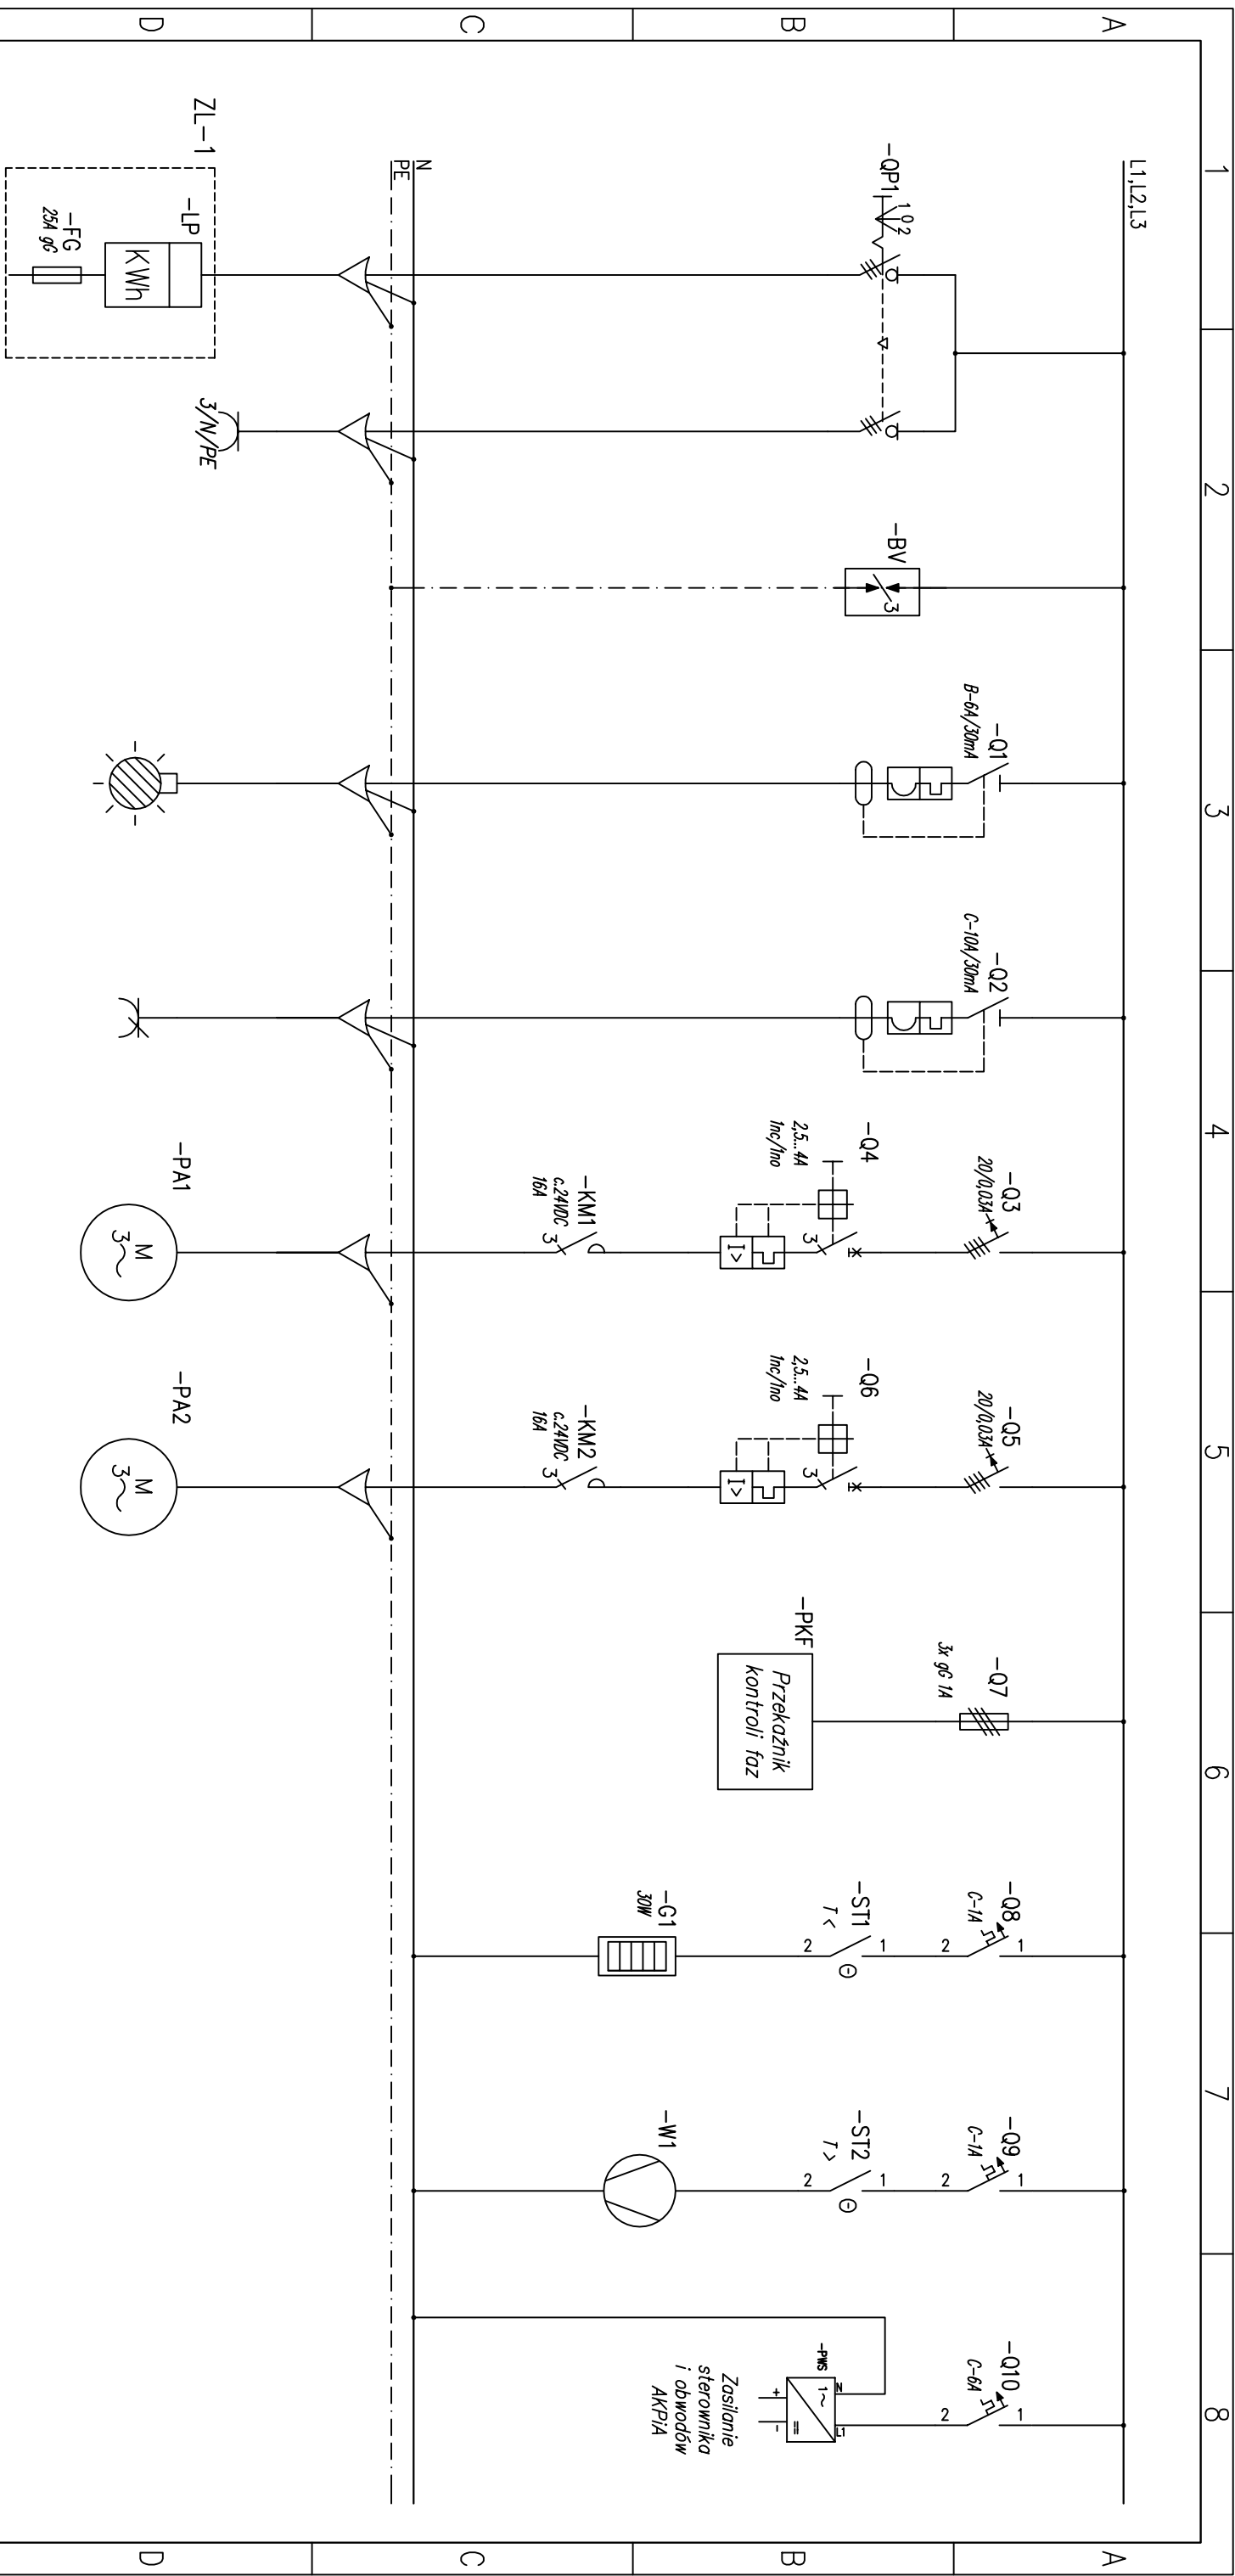 1
2
3
4
5
6
7
8
A
A
B
B
C
C
D
D
L1,L2,L3
N
PE
-QP1
1 0 2
ZL-1
-LP
KWh
-FG
25A gG
3/N/PE
-BV
3
-Q1
B-6A/30mA
-Q2
C-10A/30mA
-Q3
20/0,03A
-Q4
2,5...4A
1nc/1no
3
I>
-KM1
c.24VDC
16A
3
-PA1
M
3~
-Q5
20/0,03A
-Q6
2,5...4A
1nc/1no
3
I>
-KM2
c.24VDC
16A
3
-PA2
M
3~
-Q7
3x gG 1A
-PKF
Przekaźnik
kontroli faz
-Q8
C-1A
1
2
-ST1
T <
1
2
-G1
30W
-Q9
C-1A
1
2
-ST2
T >
1
2
-W1
-Q10
C-6A
1
2
-PWS
N
L1
1~
=
+
-
Zasilanie
sterownika
i obwodów
AKPiA